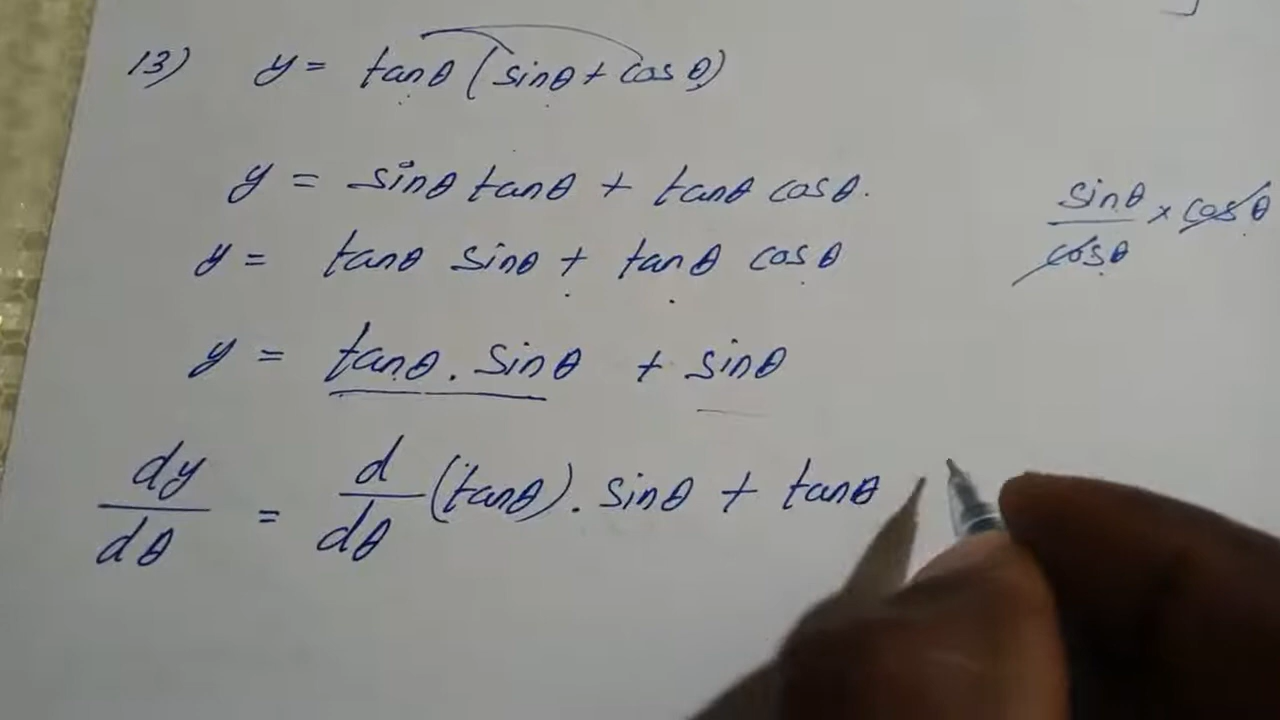 13) y = tanθ (sinθ + cosθ)
y = sinθ tanθ + tanθ cosθ.
sinθ/cosθ × cosθ
y = tanθ sinθ + tanθ cosθ
y = tanθ . sinθ + sinθ
dy/dθ = d/dθ (tanθ) . sinθ + tanθ